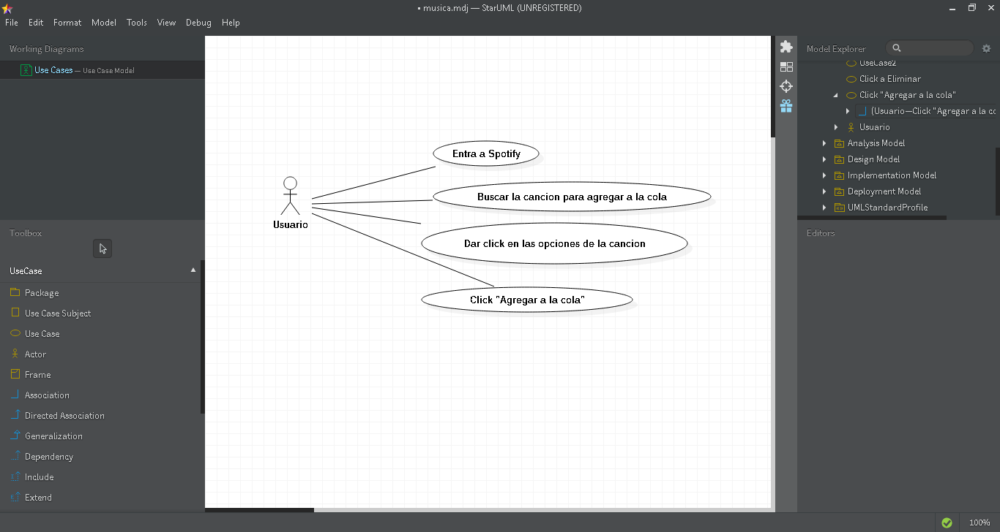 • musica.mdj — StarUML (UNREGISTERED)
File Edit Format Model Tools View Debug Help
Working Diagrams
Use Cases — Use Case Model
Toolbox
UseCase
Package
Use Case Subject
Use Case
Actor
Frame
Association
Directed Association
Generalization
Dependency
Include
Extend
Usuario
Entra a Spotify
Buscar la cancion para agregar a la cola
Dar click en las opciones de la cancion
Click "Agregar a la cola"
Model Explorer
UseCase2
Click a Eliminar
Click "Agregar a la cola"
(Usuario—Click "Agregar a la co
Usuario
Analysis Model
Design Model
Implementation Model
Deployment Model
UMLStandardProfile
Editors
100%